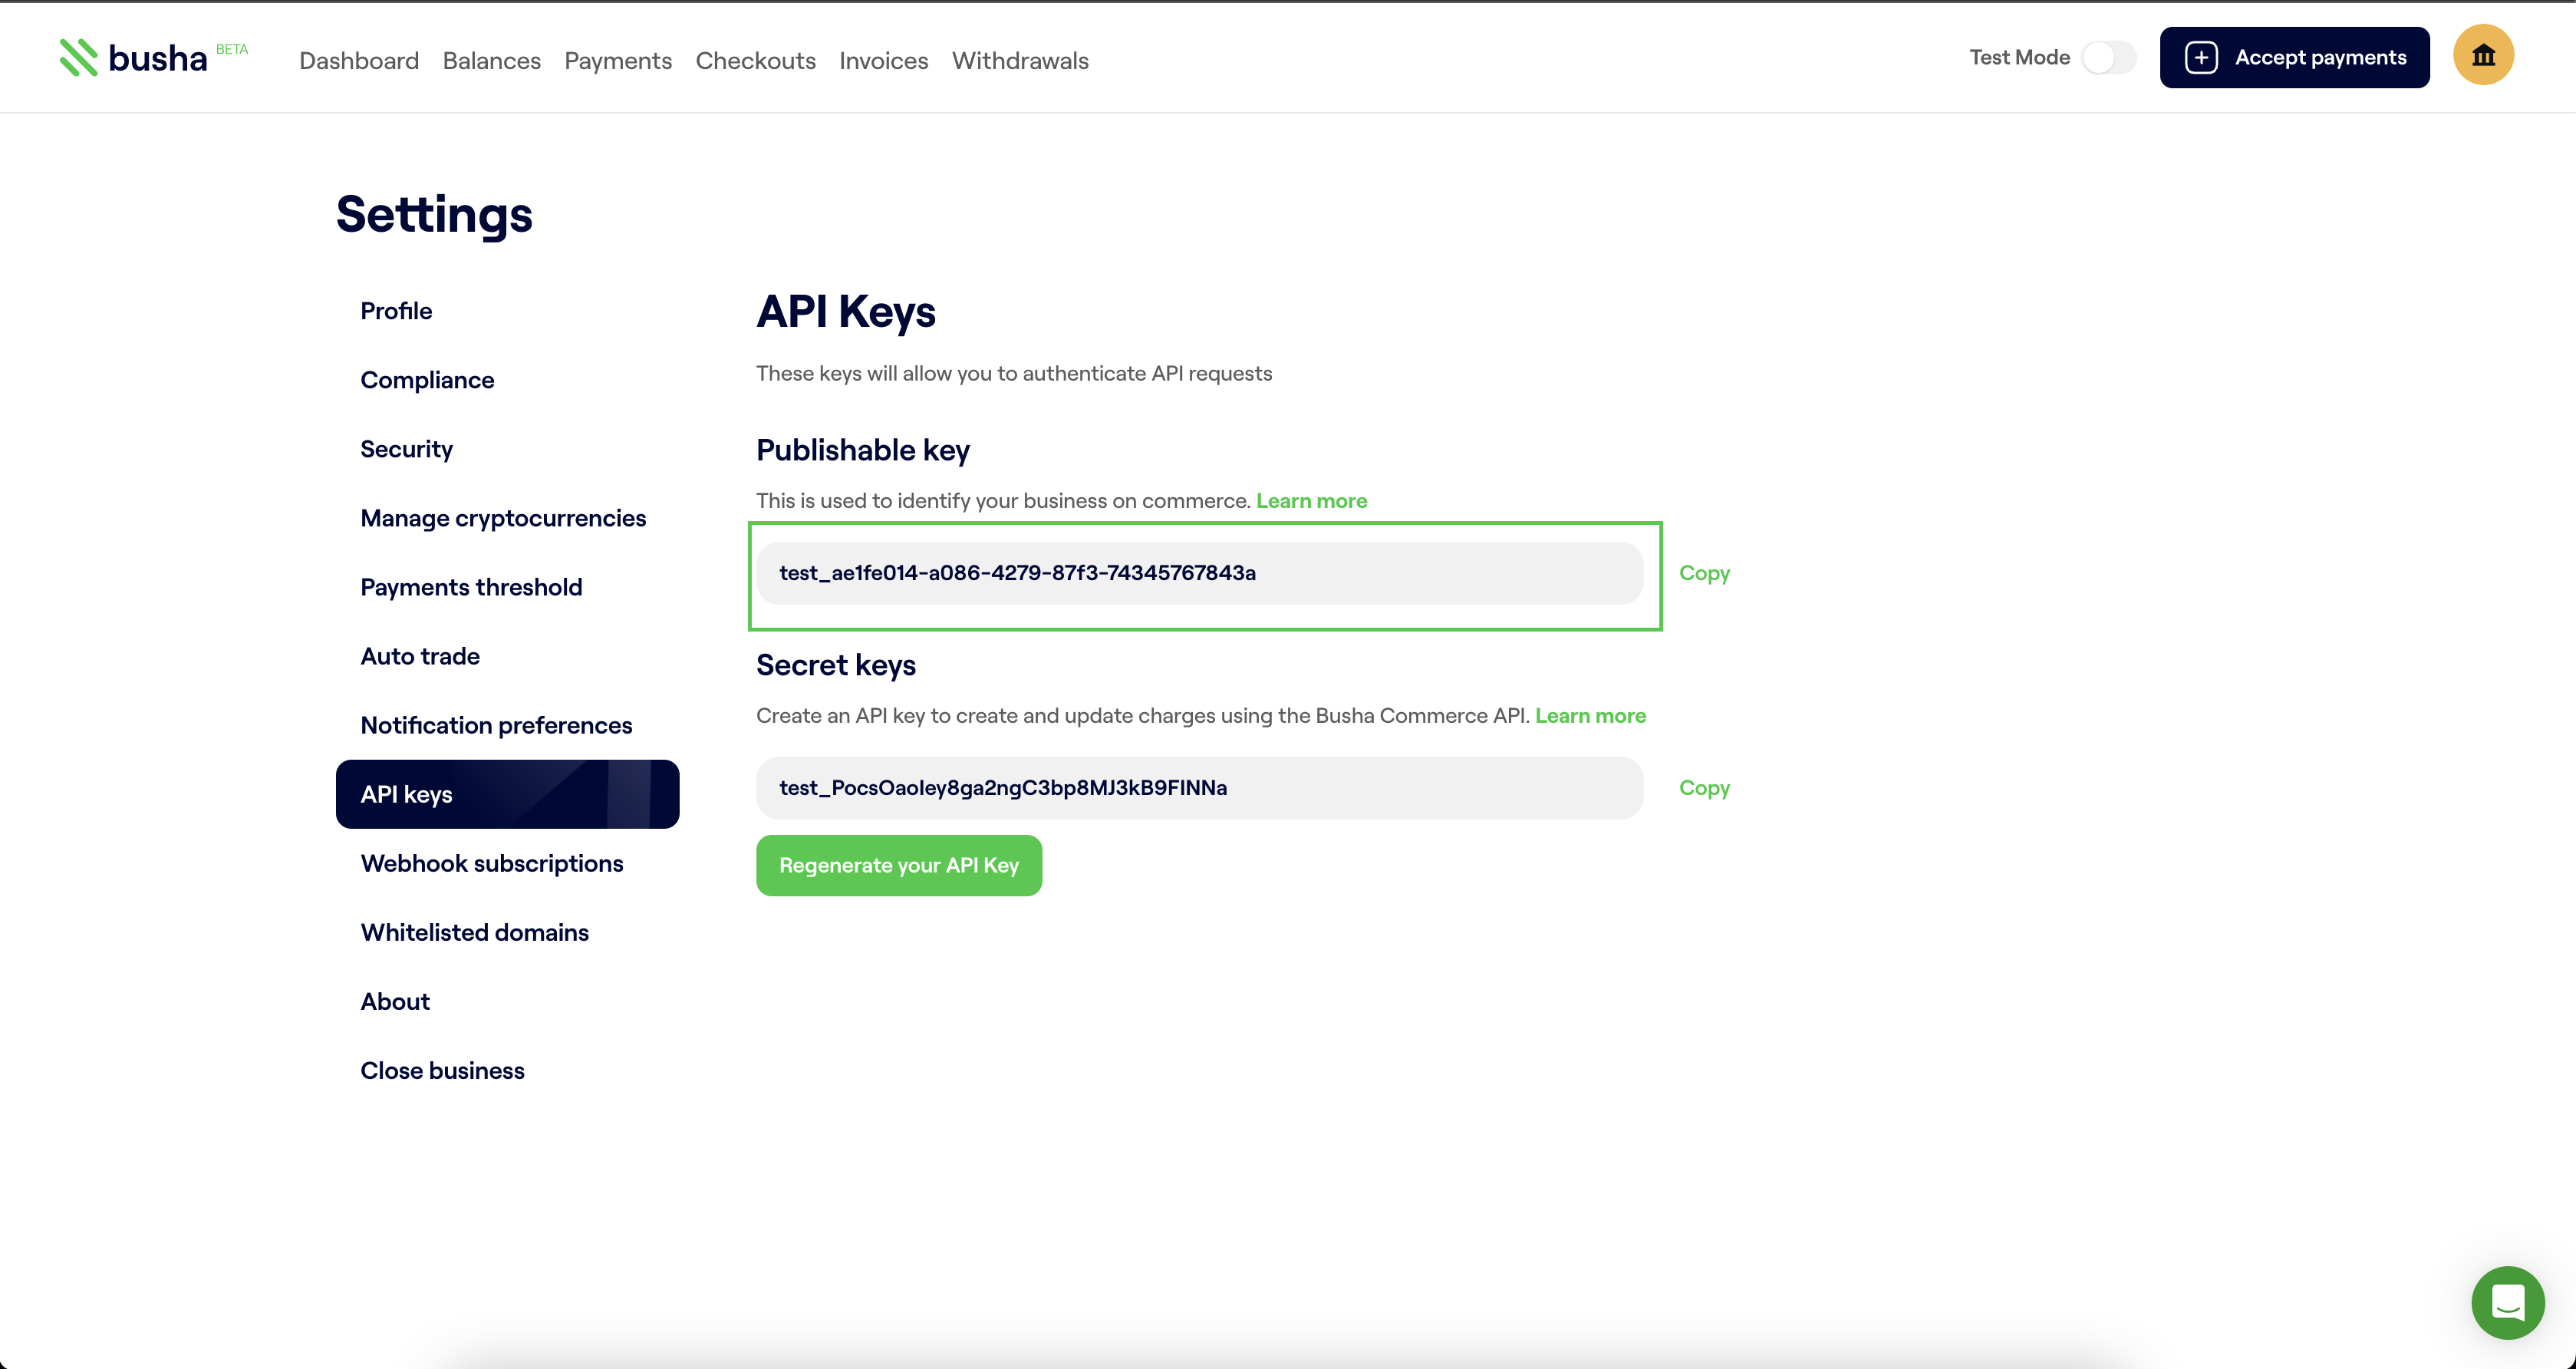 busha BETA
Dashboard Balances Payments Checkouts Invoices Withdrawals
Test Mode
Accept payments
Settings
Profile
Compliance
Security
Manage cryptocurrencies
Payments threshold
Auto trade
Notification preferences
API keys
Webhook subscriptions
Whitelisted domains
About
Close business
API Keys
These keys will allow you to authenticate API requests
Publishable key
This is used to identify your business on commerce. Learn more
test_ae1fe014-a086-4279-87f3-74345767843a
Copy
Secret keys
Create an API key to create and update charges using the Busha Commerce API. Learn more
test_PocsOaoIey8ga2ngC3bp8MJ3kB9FINNa
Copy
Regenerate your API Key